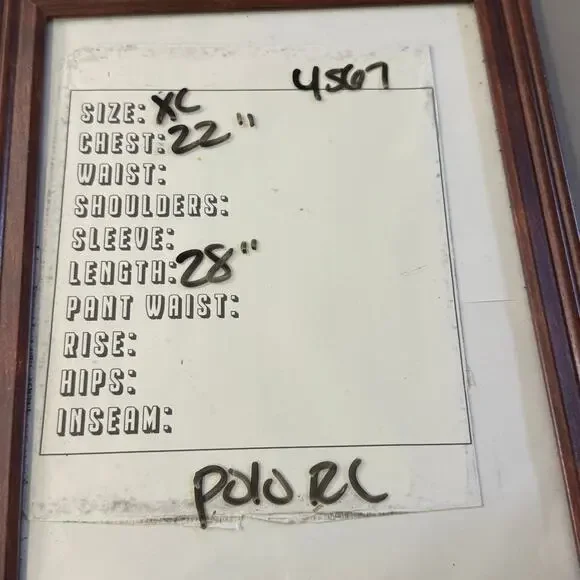 4567
SIZE: XL
CHEST: 22"
WAIST:
SHOULDERS:
SLEEVE:
LENGTH: 28"
PANT WAIST:
RISE:
HIPS:
INSEAM:
POLO RL